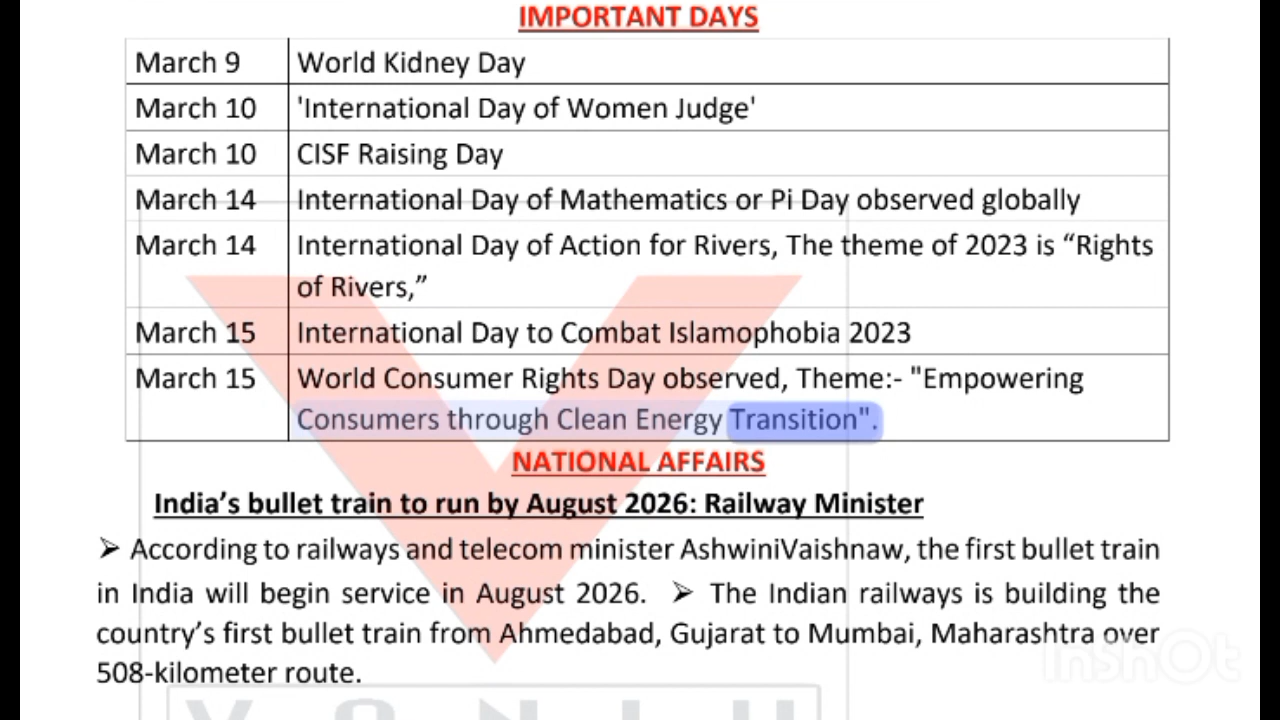 IMPORTANT DAYS
March 9 World Kidney Day
March 10 'International Day of Women Judge'
March 10 CISF Raising Day
March 14 International Day of Mathematics or Pi Day observed globally
March 14 International Day of Action for Rivers, The theme of 2023 is “Rights
of Rivers,”
March 15 International Day to Combat Islamophobia 2023
March 15 World Consumer Rights Day observed, Theme:- "Empowering
Consumers through Clean Energy Transition".
NATIONAL AFFAIRS
India’s bullet train to run by August 2026: Railway Minister
➢ According to railways and telecom minister AshwiniVaishnaw, the first bullet train
in India will begin service in August 2026. ➢ The Indian railways is building the
country’s first bullet train from Ahmedabad, Gujarat to Mumbai, Maharashtra over
508-kilometer route.
InShOt